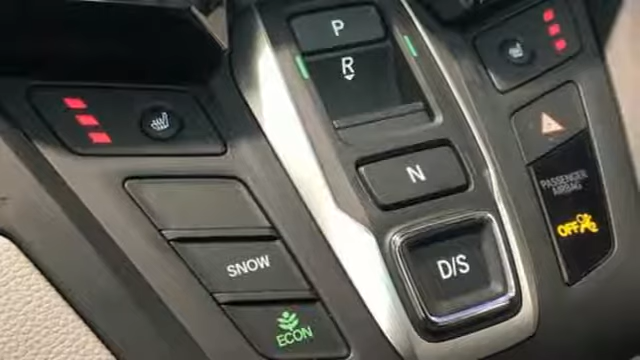 P
R
N
D/S
SNOW
ECON
PASSENGER
AIRBAG
OFF